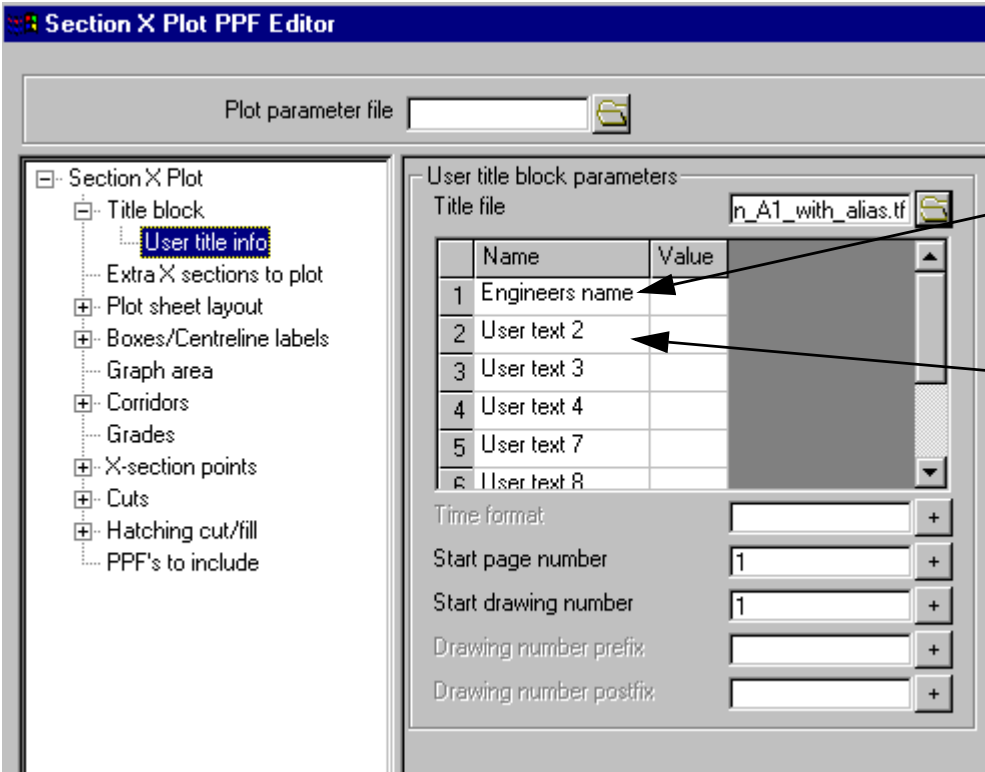 Section X Plot PPF Editor
Plot parameter file
Section X Plot
Title block
User title info
Extra X sections to plot
Plot sheet layout
Boxes/Centreline labels
Graph area
Corridors
Grades
X-section points
Cuts
Hatching cut/fill
PPF's to include
User title block parameters
Title file n_A1_with_alias.tf
Name Value
1 Engineers name
2 User text 2
3 User text 3
4 User text 4
5 User text 7
6 User text 8
Time format +
Start page number 1 +
Start drawing number 1 +
Drawing number prefix +
Drawing number postfix +